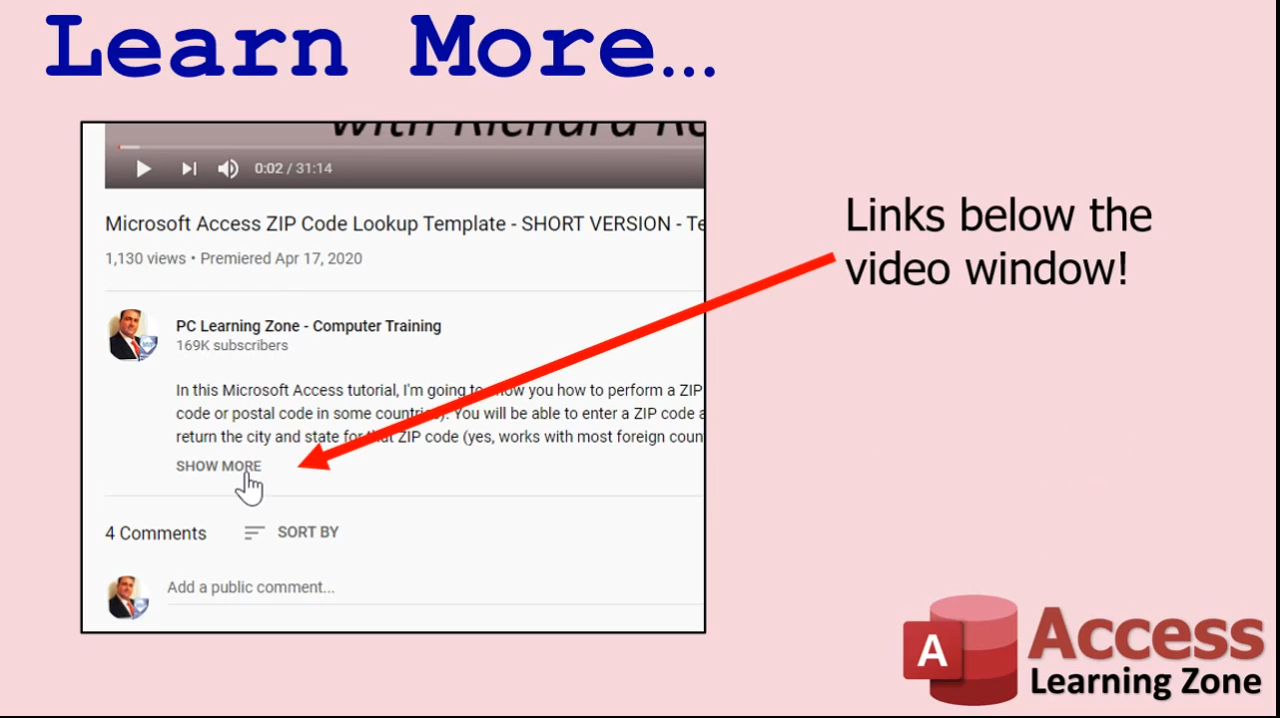 Learn More...
with Richard
0:02 / 31:14
Microsoft Access ZIP Code Lookup Template - SHORT VERSION - Te
1,130 views • Premiered Apr 17, 2020
PC Learning Zone - Computer Training
169K subscribers
In this Microsoft Access tutorial, I'm going to show you how to perform a ZIP
code or postal code in some countries). You will be able to enter a ZIP code a
return the city and state for that ZIP code (yes, works with most foreign coun
SHOW MORE
4 Comments SORT BY
Add a public comment...
Links below the
video window!
A
Access
Learning Zone